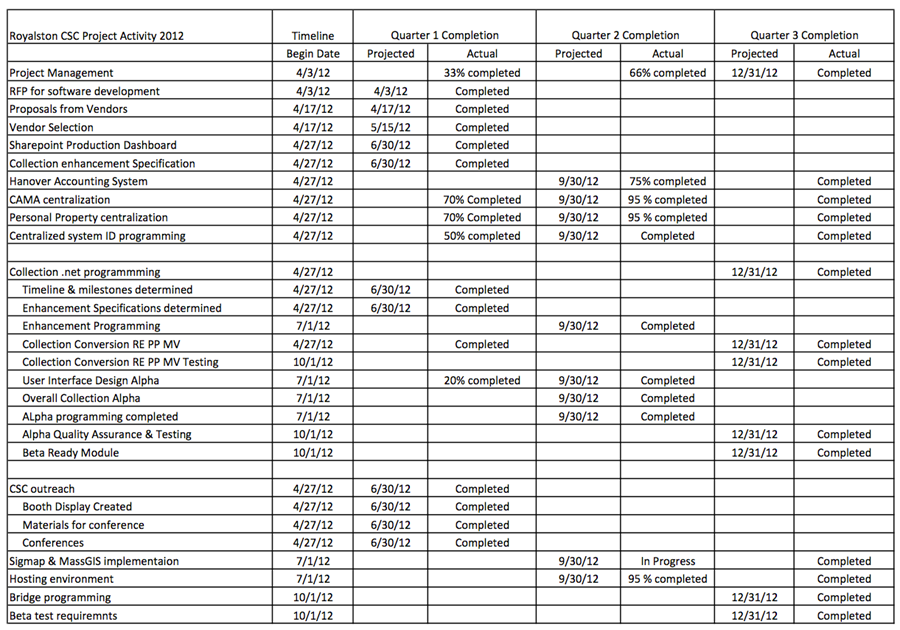 Royalston CSC Project Activity 2012 Timeline Quarter 1 Completion Quarter 2 Completion Quarter 3 Completion
Begin Date Projected Actual Projected Actual Projected Actual
Project Management 4/3/12 33% completed 66% completed 12/31/12 Completed
RFP for software development 4/3/12 4/3/12 Completed
Proposals from Vendors 4/17/12 4/17/12 Completed
Vendor Selection 4/17/12 5/15/12 Completed
Sharepoint Production Dashboard 4/27/12 6/30/12 Completed
Collection enhancement Specification 4/27/12 6/30/12 Completed
Hanover Accounting System 4/27/12 9/30/12 75% completed Completed
CAMA centralization 4/27/12 70% Completed 9/30/12 95 % completed Completed
Personal Property centralization 4/27/12 70% Completed 9/30/12 95 % completed Completed
Centralized system ID programming 4/27/12 50% completed 9/30/12 Completed Completed
Collection .net programmming 4/27/12 12/31/12 Completed
Timeline & milestones determined 4/27/12 6/30/12 Completed
Enhancement Specifications determined 4/27/12 6/30/12 Completed
Enhancement Programming 7/1/12 9/30/12 Completed
Collection Conversion RE PP MV 4/27/12 Completed 12/31/12 Completed
Collection Conversion RE PP MV Testing 10/1/12 12/31/12 Completed
User Interface Design Alpha 7/1/12 20% completed 9/30/12 Completed
Overall Collection Alpha 7/1/12 9/30/12 Completed
ALpha programming completed 7/1/12 9/30/12 Completed
Alpha Quality Assurance & Testing 10/1/12 12/31/12 Completed
Beta Ready Module 10/1/12 12/31/12 Completed
CSC outreach 4/27/12 6/30/12 Completed
Booth Display Created 4/27/12 6/30/12 Completed
Materials for conference 4/27/12 6/30/12 Completed
Conferences 4/27/12 6/30/12 Completed
Sigmap & MassGIS implementaion 7/1/12 9/30/12 In Progress Completed
Hosting environment 7/1/12 9/30/12 95 % completed Completed
Bridge programming 10/1/12 12/31/12 Completed
Beta test requiremnts 10/1/12 12/31/12 Completed